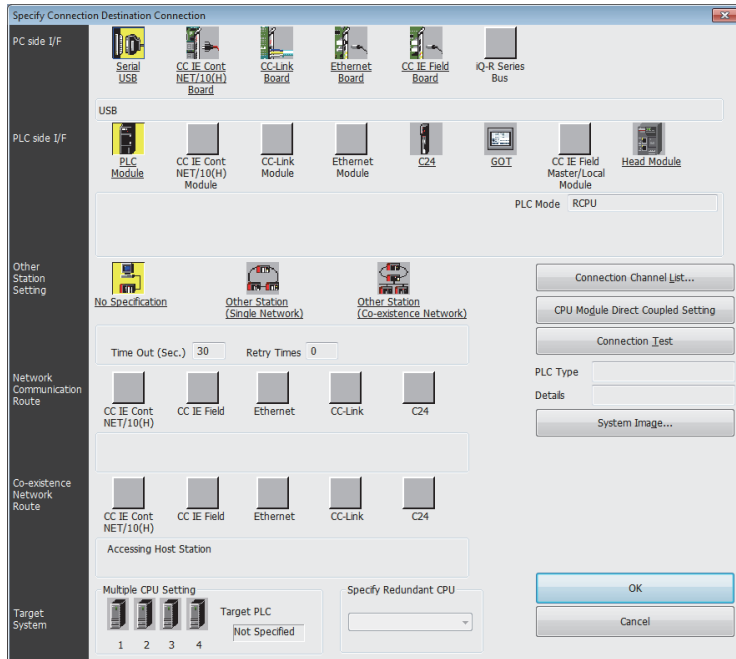 Specify Connection Destination Connection
PC side I/F
Serial
USB
CC IE Cont
NET/10(H)
Board
CC-Link
Board
Ethernet
Board
CC IE Field
Board
iQ-R Series
Bus
USB
PLC side I/F
PLC
Module
CC IE Cont
NET/10(H)
Module
CC-Link
Module
Ethernet
Module
C24
GOT
CC IE Field
Master/Local
Module
Head Module
PLC Mode RCPU
Other
Station
Setting
No Specification
Other Station
(Single Network)
Other Station
(Co-existence Network)
Connection Channel List...
CPU Module Direct Coupled Setting
Connection Test
Time Out (Sec.) 30 Retry Times 0
PLC Type
Details
System Image...
Network
Communication
Route
CC IE Cont
NET/10(H)
CC IE Field
Ethernet
CC-Link
C24
Co-existence
Network
Route
CC IE Cont
NET/10(H)
CC IE Field
Ethernet
CC-Link
C24
Accessing Host Station
Target
System
Multiple CPU Setting
1 2 3 4
Target PLC
Not Specified
Specify Redundant CPU
OK
Cancel